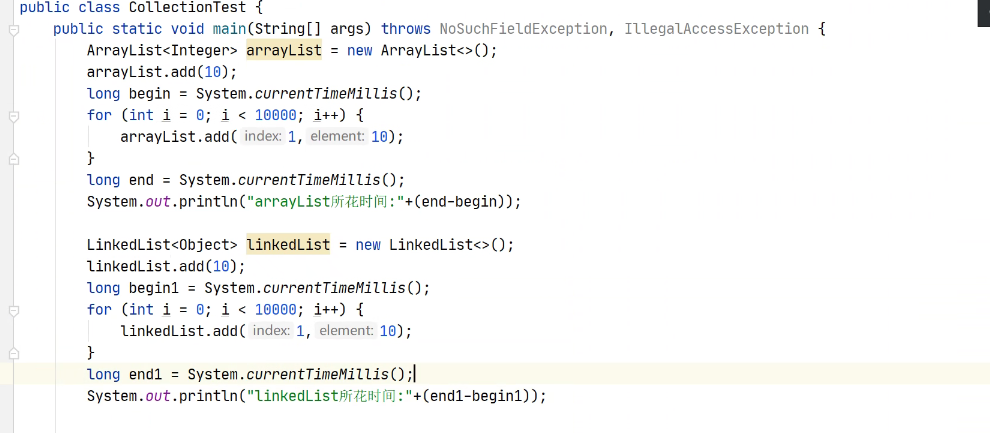 public class CollectionTest {
public static void main(String[] args) throws NoSuchFieldException, IllegalAccessException {
ArrayList<Integer> arrayList = new ArrayList<>();
arrayList.add(10);
long begin = System.currentTimeMillis();
for (int i = 0; i < 10000; i++) {
arrayList.add( index: 1, element: 10);
}
long end = System.currentTimeMillis();
System.out.println("arrayList所花时间:"+(end-begin));
LinkedList<Object> linkedList = new LinkedList<>();
linkedList.add(10);
long begin1 = System.currentTimeMillis();
for (int i = 0; i < 10000; i++) {
linkedList.add( index: 1, element: 10);
}
long end1 = System.currentTimeMillis();
System.out.println("linkedList所花时间:"+(end1-begin1));